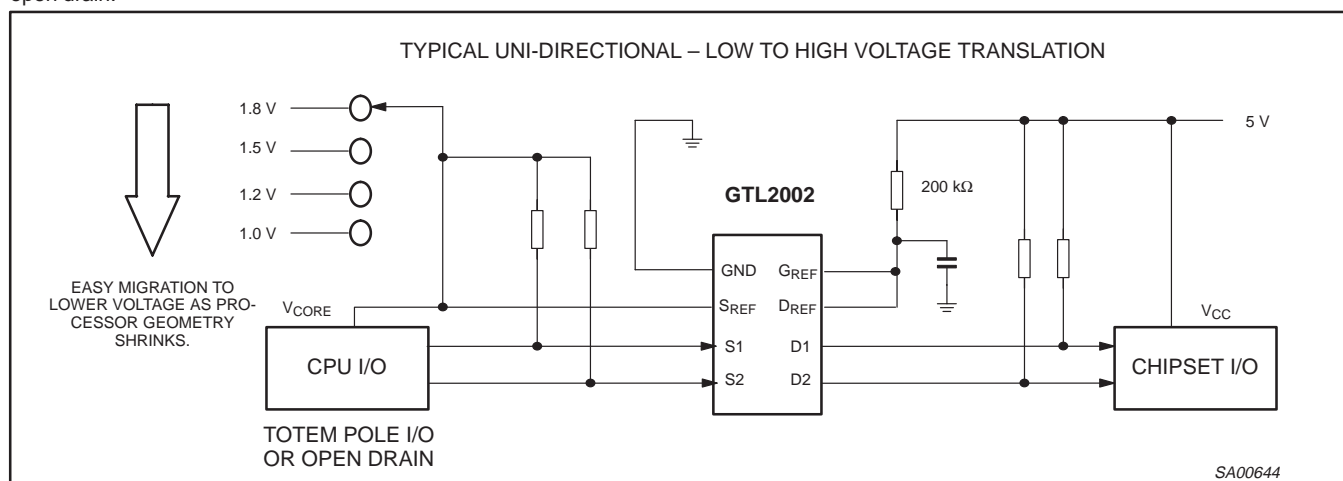 open drain.
TYPICAL UNI-DIRECTIONAL – LOW TO HIGH VOLTAGE TRANSLATION
1.8 V
1.5 V
1.2 V
1.0 V
5 V
200 kΩ
GTL2002
EASY MIGRATION TO
LOWER VOLTAGE AS PRO-
CESSOR GEOMETRY
SHRINKS.
GND
GREF
SREF
DREF
S1
D1
S2
D2
VCORE
CPU I/O
VCC
CHIPSET I/O
TOTEM POLE I/O
OR OPEN DRAIN
SA00644